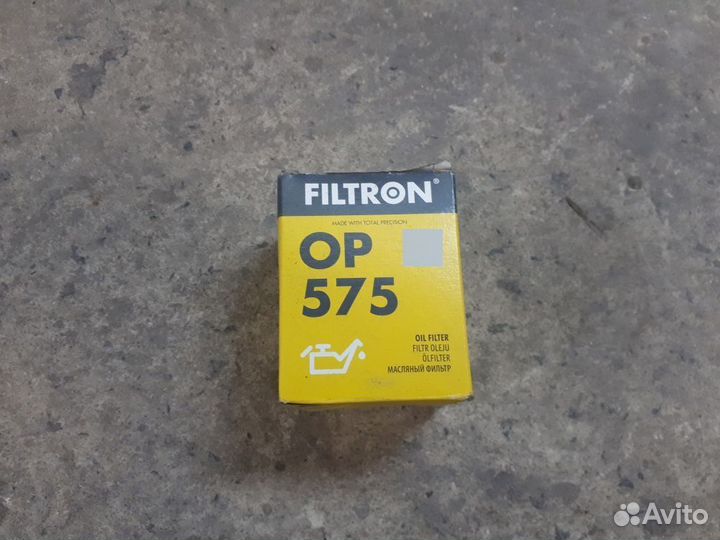 FILTRON®
MADE WITH TOTAL PRECISION
OP
575
OIL FILTER
FILTR OLEJU
ÖLFILTER
МАСЛЯНЫЙ ФИЛЬТР
Avito